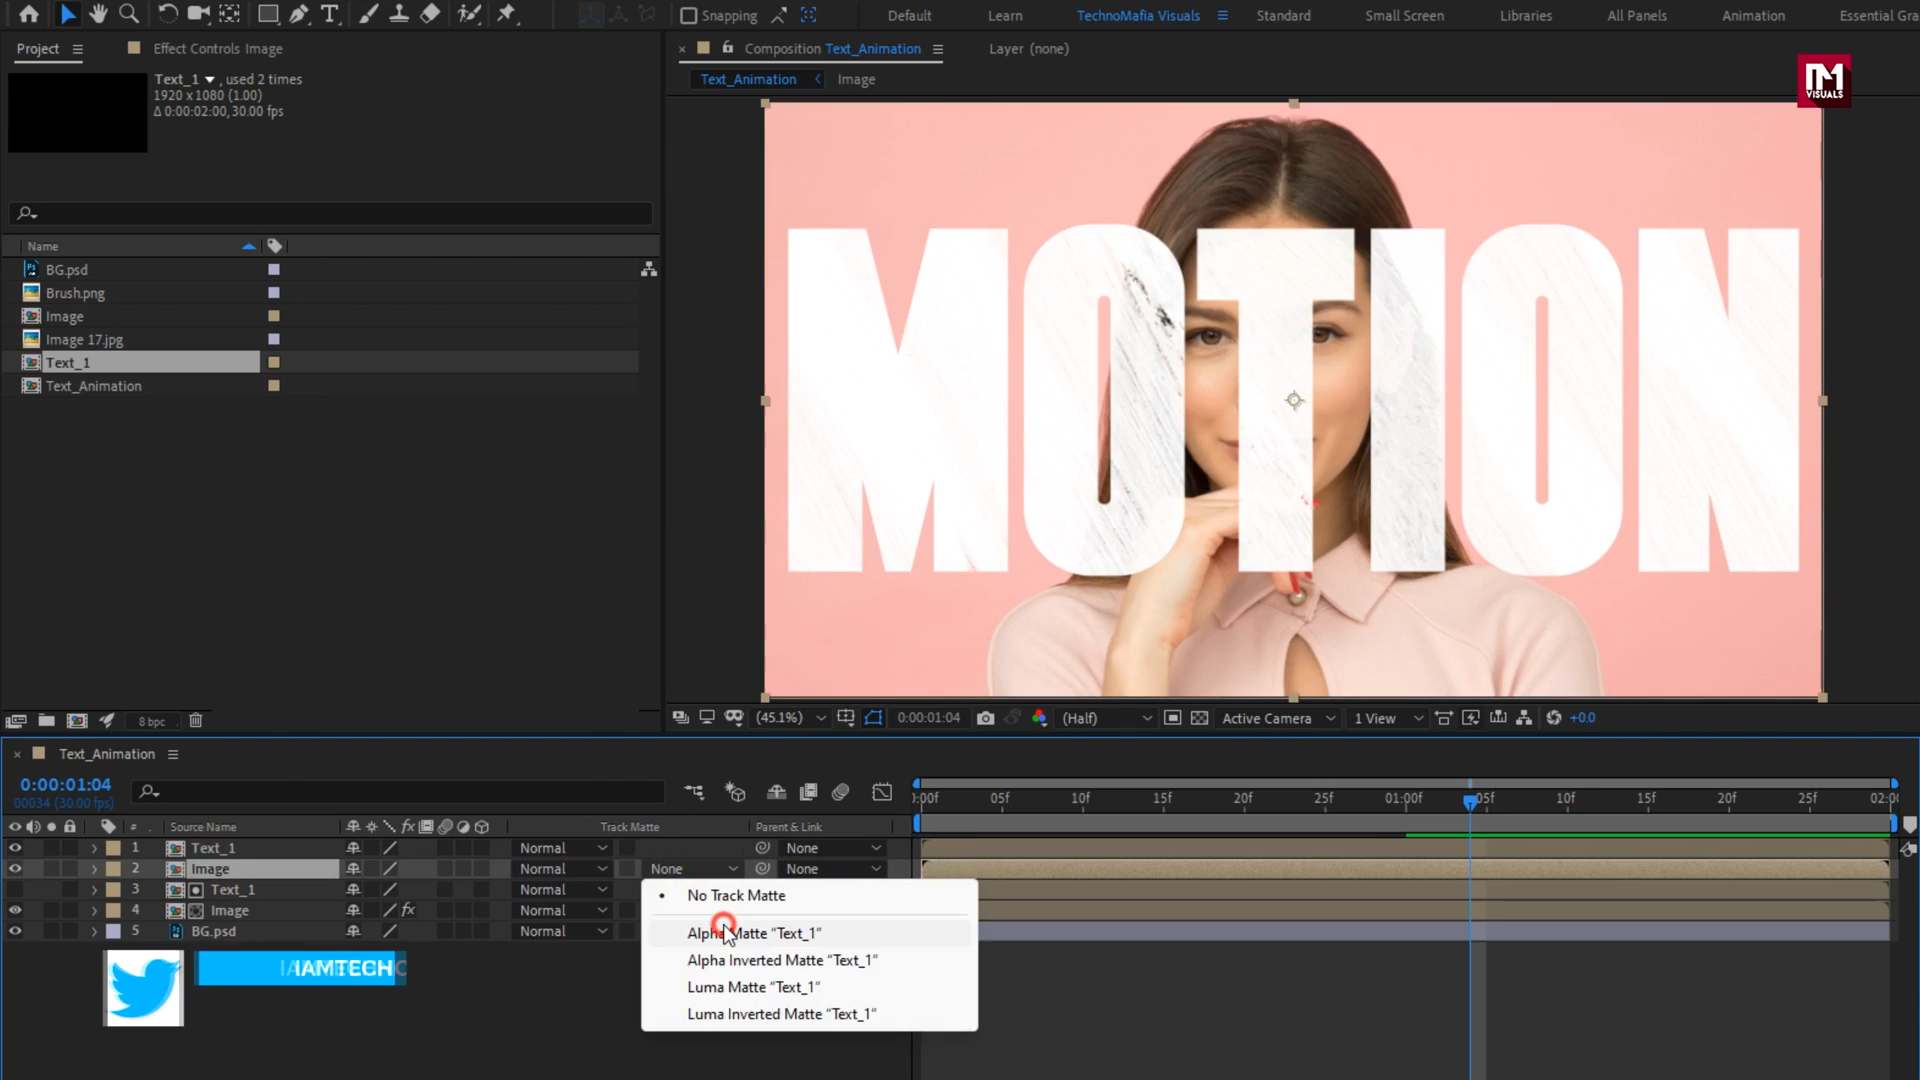 Snapping
Default
Learn
TechnoMafia Visuals
Standard
Small Screen
Libraries
All Panels
Animation
Essential Gra
Project
Effect Controls Image
Composition Text_Animation
Layer (none)
Text_1 , used 2 times
1920 x 1080 (1.00)
Δ 0:00:02:00, 30.00 fps
Text_Animation
Image
VISUALS
MOTION
Name
BG.psd
Brush.png
Image
Image 17.jpg
Text_1
Text_Animation
8 bpc
(45.1%)
0:00:01:04
(Half)
Active Camera
1 View
+0.0
Text_Animation
0:00:01:04
00034 (30.00 fps)
):00f 05f 10f 15f 20f 25f 01:00f 05f 10f 15f 20f 25f 02:00
# . Source Name fx Track Matte Parent & Link
1 Text_1 Normal None
2 Image Normal None None
3 Text_1 Normal
4 Image fx Normal
5 BG.psd Normal
No Track Matte
Alpha Matte "Text_1"
Alpha Inverted Matte "Text_1"
Luma Matte "Text_1"
Luma Inverted Matte "Text_1"
IAMTECH